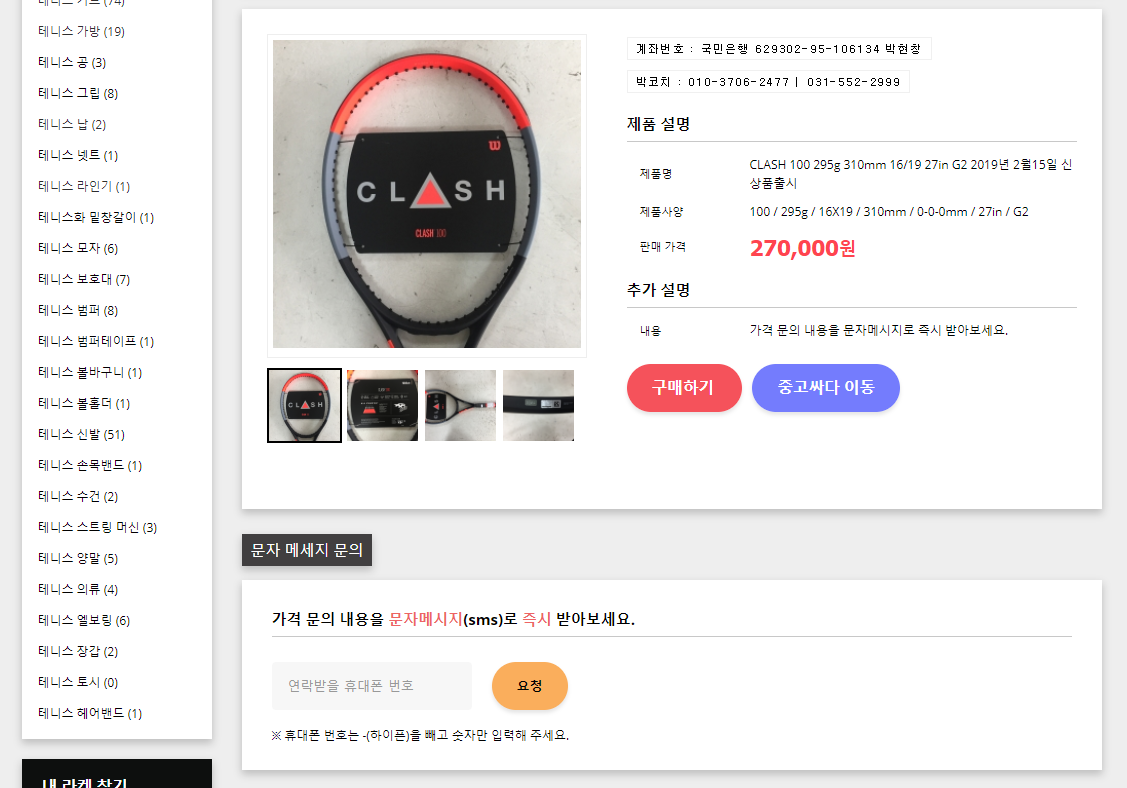 테니스 가방 (19)
테니스 공 (3)
테니스 그립 (8)
테니스 납 (2)
테니스 넷트 (1)
테니스 라인기 (1)
테니스화 밑창갈이 (1)
테니스 모자 (6)
테니스 보호대 (7)
테니스 범퍼 (8)
테니스 범퍼테이프 (1)
테니스 볼바구니 (1)
테니스 볼홀더 (1)
테니스 신발 (51)
테니스 손목밴드 (1)
테니스 수건 (2)
테니스 스트링 머신 (3)
테니스 양말 (5)
테니스 의류 (4)
테니스 엘보링 (6)
테니스 장갑 (2)
테니스 토시 (0)
테니스 헤어밴드 (1)
내 라켓 찾기
W
CLASH
CLASH 100
계좌번호 : 국민은행 629302-95-106134 박현창
박코치 : 010-3706-2477 | 031-552-2999
제품 설명
제품명 CLASH 100 295g 310mm 16/19 27in G2 2019년 2월15일 신
상품출시
제품사양 100 / 295g / 16X19 / 310mm / 0-0-0mm / 27in / G2
판매 가격 270,000원
추가 설명
내용 가격 문의 내용을 문자메시지로 즉시 받아보세요.
구매하기 중고싸다 이동
문자 메세지 문의
가격 문의 내용을 문자메시지(sms)로 즉시 받아보세요.
연락받을 휴대폰 번호 요청
※ 휴대폰 번호는 -(하이픈)을 빼고 숫자만 입력해 주세요.